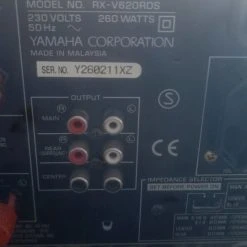 MODEL NO. RX-V620RDS
230 VOLTS 260 WATTS
50Hz
YAMAHA CORPORATION
MADE IN MALAYSIA
SER. NO. Y260211XZ
OUTPUT
R L
MAIN
R L
REAR
(SURROUND)
CENTER
S
IMPEDANCE SELECTOR
SET BEFORE POWER ON